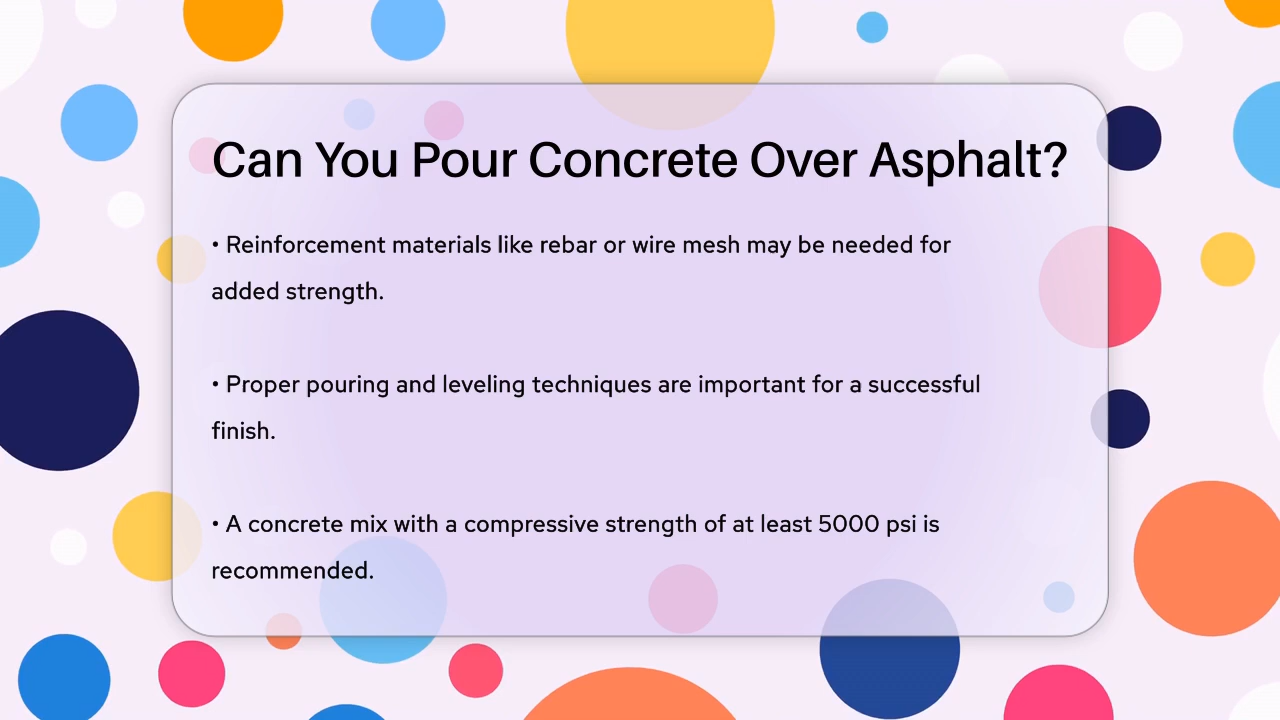 Can You Pour Concrete Over Asphalt?
• Reinforcement materials like rebar or wire mesh may be needed for
added strength.
• Proper pouring and leveling techniques are important for a successful
finish.
• A concrete mix with a compressive strength of at least 5000 psi is
recommended.